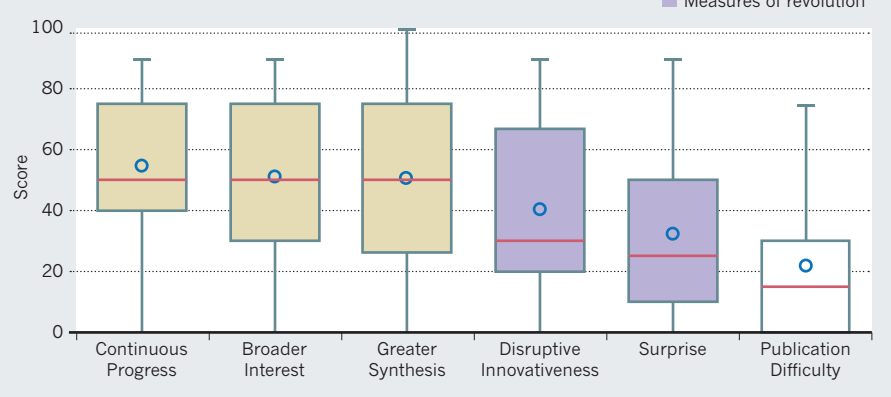 Measures of revolution
100
80
60
40
20
0
Score
Continuous
Progress
Broader
Interest
Greater
Synthesis
Disruptive
Innovativeness
Surprise
Publication
Difficulty